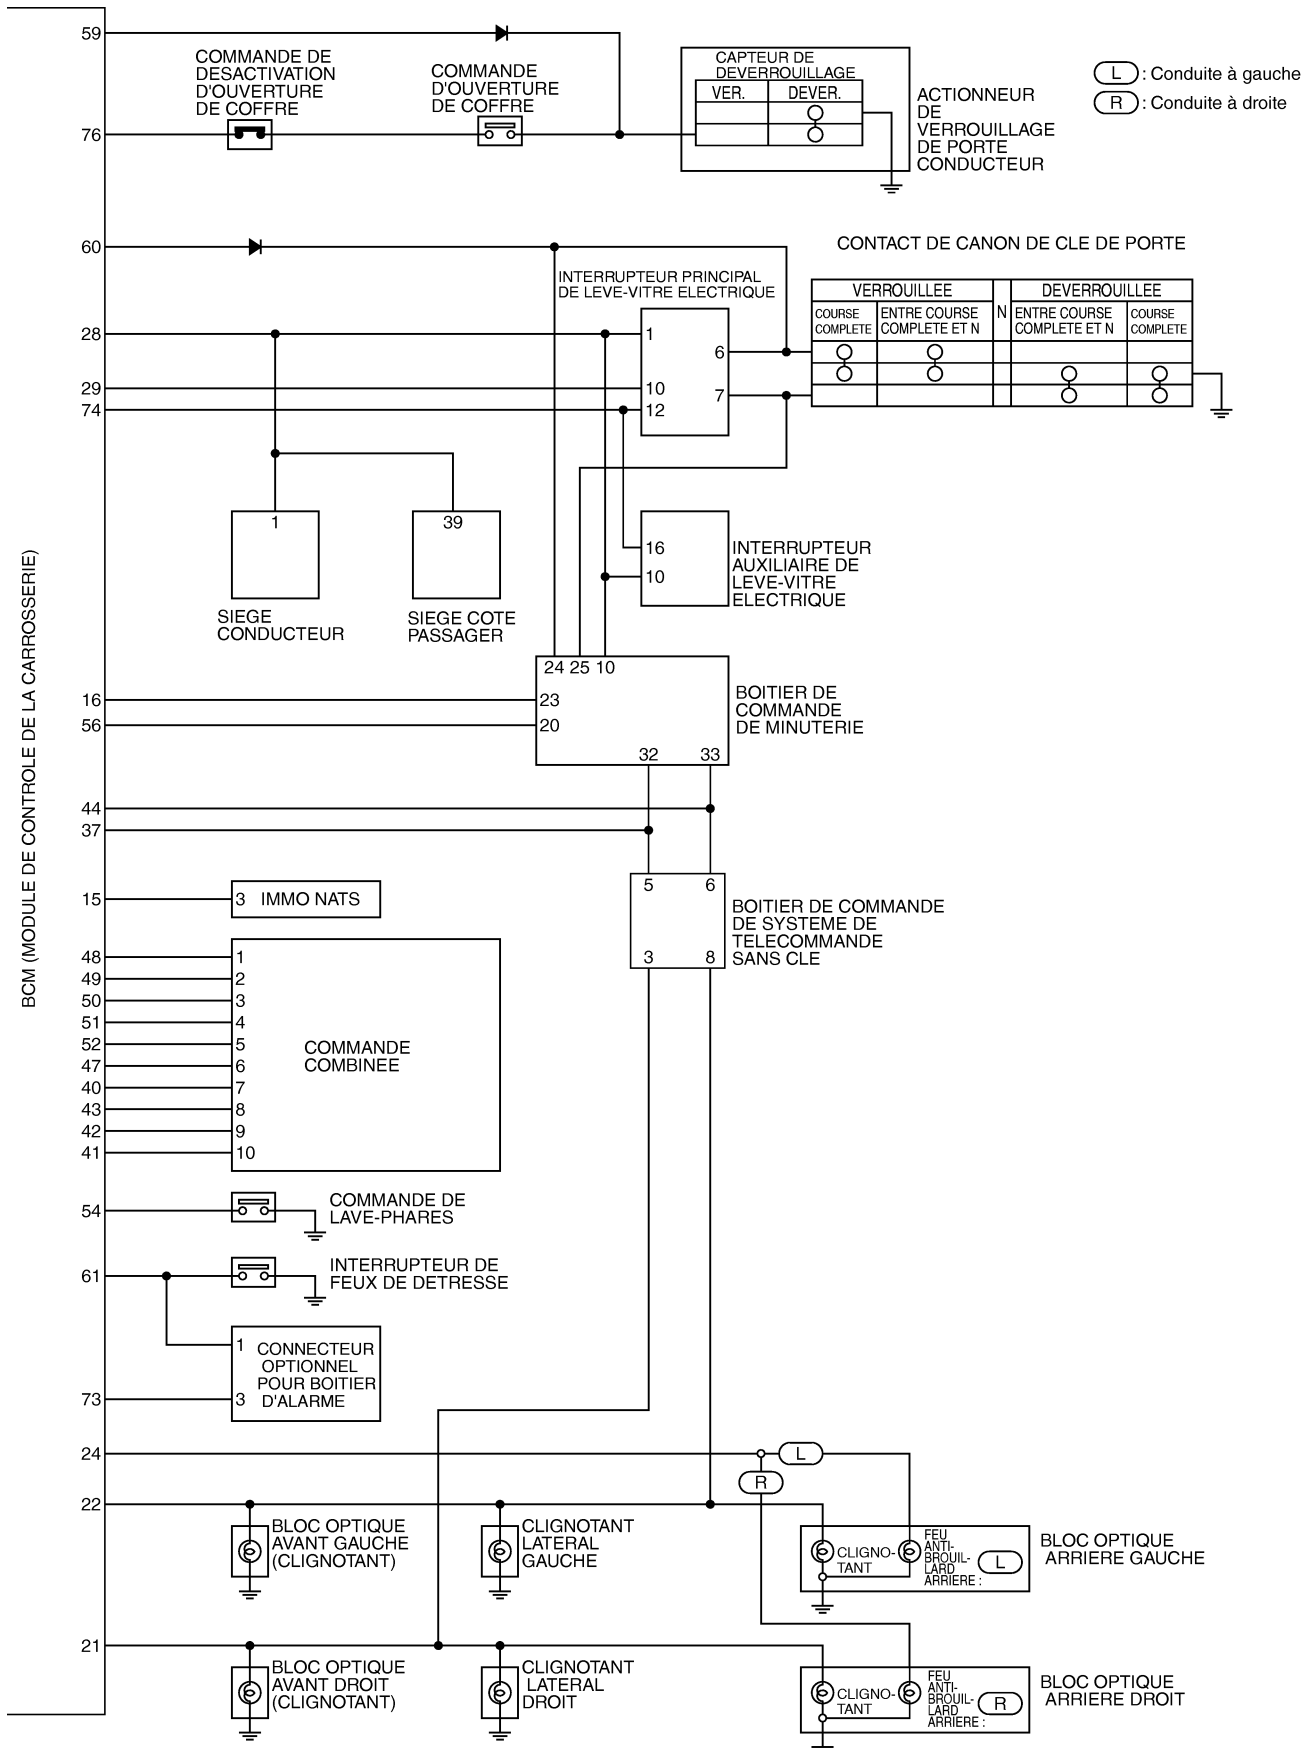 59
COMMANDE DE
DESACTIVATION
D'OUVERTURE
DE COFFRE
COMMANDE
D'OUVERTURE
DE COFFRE
CAPTEUR DE
DEVERROUILLAGE
VER. DEVER.
ACTIONNEUR
DE
VERROUILLAGE
DE PORTE
CONDUCTEUR
L : Conduite à gauche
R : Conduite à droite
76
60
CONTACT DE CANON DE CLE DE PORTE
INTERRUPTEUR PRINCIPAL
DE LEVE-VITRE ELECTRIQUE
VERROUILLEE N DEVERROUILLEE
COURSE
COMPLETE
ENTRE COURSE
COMPLETE ET N
ENTRE COURSE
COMPLETE ET N
COURSE
COMPLETE
28 1
6
29 10
7
74 12
1
SIEGE
CONDUCTEUR
39
SIEGE COTE
PASSAGER
16
10
INTERRUPTEUR
AUXILIAIRE DE
LEVE-VITRE
ELECTRIQUE
BCM (MODULE DE CONTROLE DE LA CARROSSERIE)
24 25 10
16 23
56 20
32 33
BOITIER DE
COMMANDE
DE MINUTERIE
44
37
5 6
3 8
BOITIER DE COMMANDE
DE SYSTEME DE
TELECOMMANDE
SANS CLE
15 3 IMMO NATS
48 1
49 2
50 3
51 4
52 5
47 6
40 7
43 8
42 9
41 10
COMMANDE
COMBINEE
54
COMMANDE DE
LAVE-PHARES
61
INTERRUPTEUR DE
FEUX DE DETRESSE
1
73 3
CONNECTEUR
OPTIONNEL
POUR BOITIER
D'ALARME
24
L
R
22
BLOC OPTIQUE
AVANT GAUCHE
(CLIGNOTANT)
CLIGNOTANT
LATERAL
GAUCHE
CLIGNO-
TANT
FEU
ANTI-
BROUIL-
LARD
ARRIERE :
L
BLOC OPTIQUE
ARRIERE GAUCHE
21
BLOC OPTIQUE
AVANT DROIT
(CLIGNOTANT)
CLIGNOTANT
LATERAL
DROIT
CLIGNO-
TANT
FEU
ANTI-
BROUIL-
LARD
ARRIERE :
R
BLOC OPTIQUE
ARRIERE DROIT